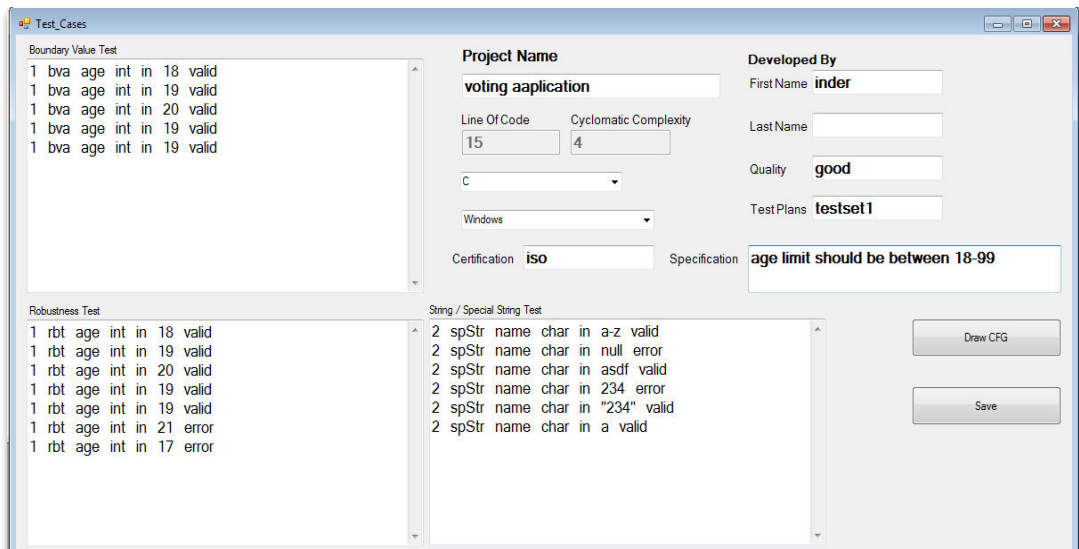 Test_Cases
Boundary Value Test
1 bva age int in 18 valid
1 bva age int in 19 valid
1 bva age int in 20 valid
1 bva age int in 19 valid
1 bva age int in 19 valid
Project Name
voting aaplication
Line Of Code Cyclomatic Complexity
15 4
C
Windows
Certification iso
Developed By
First Name inder
Last Name
Quality good
Test Plans testset1
Specification age limit should be between 18-99
Robustness Test
1 rbt age int in 18 valid
1 rbt age int in 19 valid
1 rbt age int in 20 valid
1 rbt age int in 19 valid
1 rbt age int in 19 valid
1 rbt age int in 21 error
1 rbt age int in 17 error
String / Special String Test
2 spStr name char in a-z valid
2 spStr name char in null error
2 spStr name char in asdf valid
2 spStr name char in 234 error
2 spStr name char in "234" valid
2 spStr name char in a valid
Draw CFG
Save